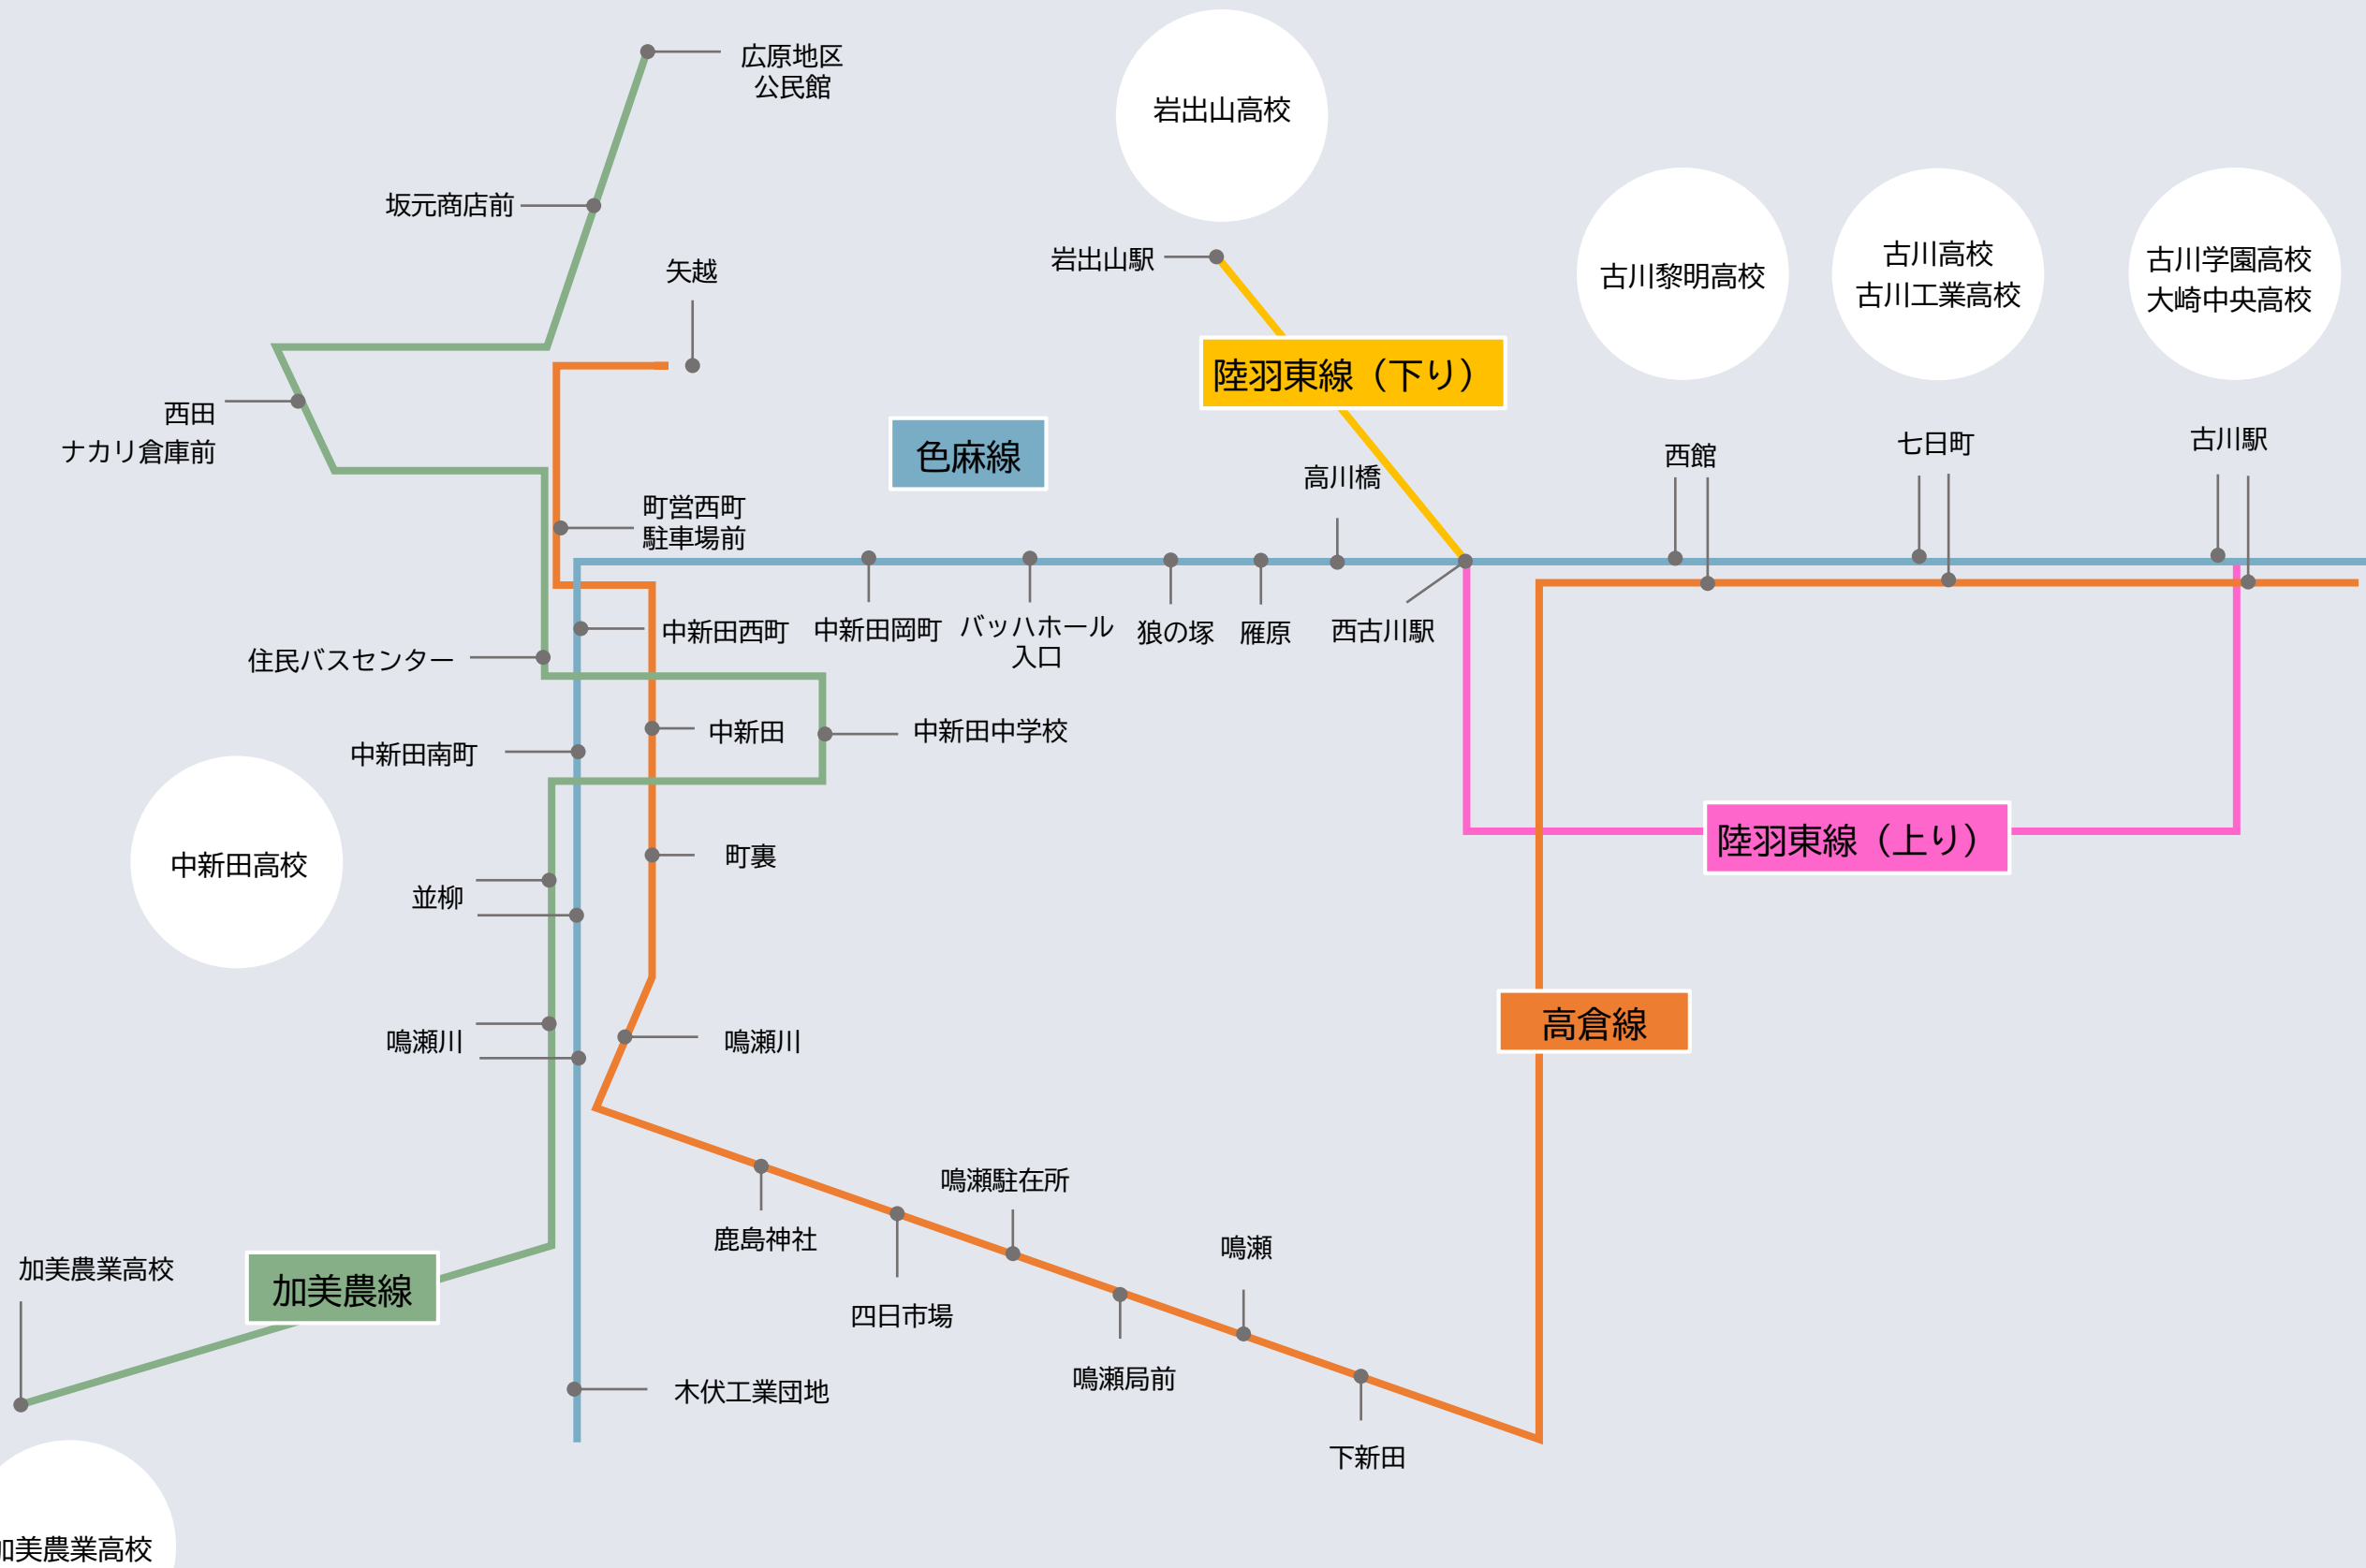 広原地区
公民館
岩出山高校
坂元商店前
矢越
岩出山駅
古川黎明高校
古川高校
古川工業高校
古川学園高校
大崎中央高校
陸羽東線（下り）
西田
ナカリ倉庫前
色麻線
高川橋
西館
七日町
古川駅
町営西町
駐車場前
住民バスセンター
中新田西町
中新田岡町
バッハホール
入口
狼の塚
雁原
西古川駅
中新田南町
中新田
中新田中学校
中新田高校
町裏
陸羽東線（上り）
並柳
鳴瀬川
鳴瀬川
高倉線
鹿島神社
鳴瀬駐在所
四日市場
鳴瀬
鳴瀬局前
下新田
加美農業高校
加美農線
木伏工業団地
加美農業高校